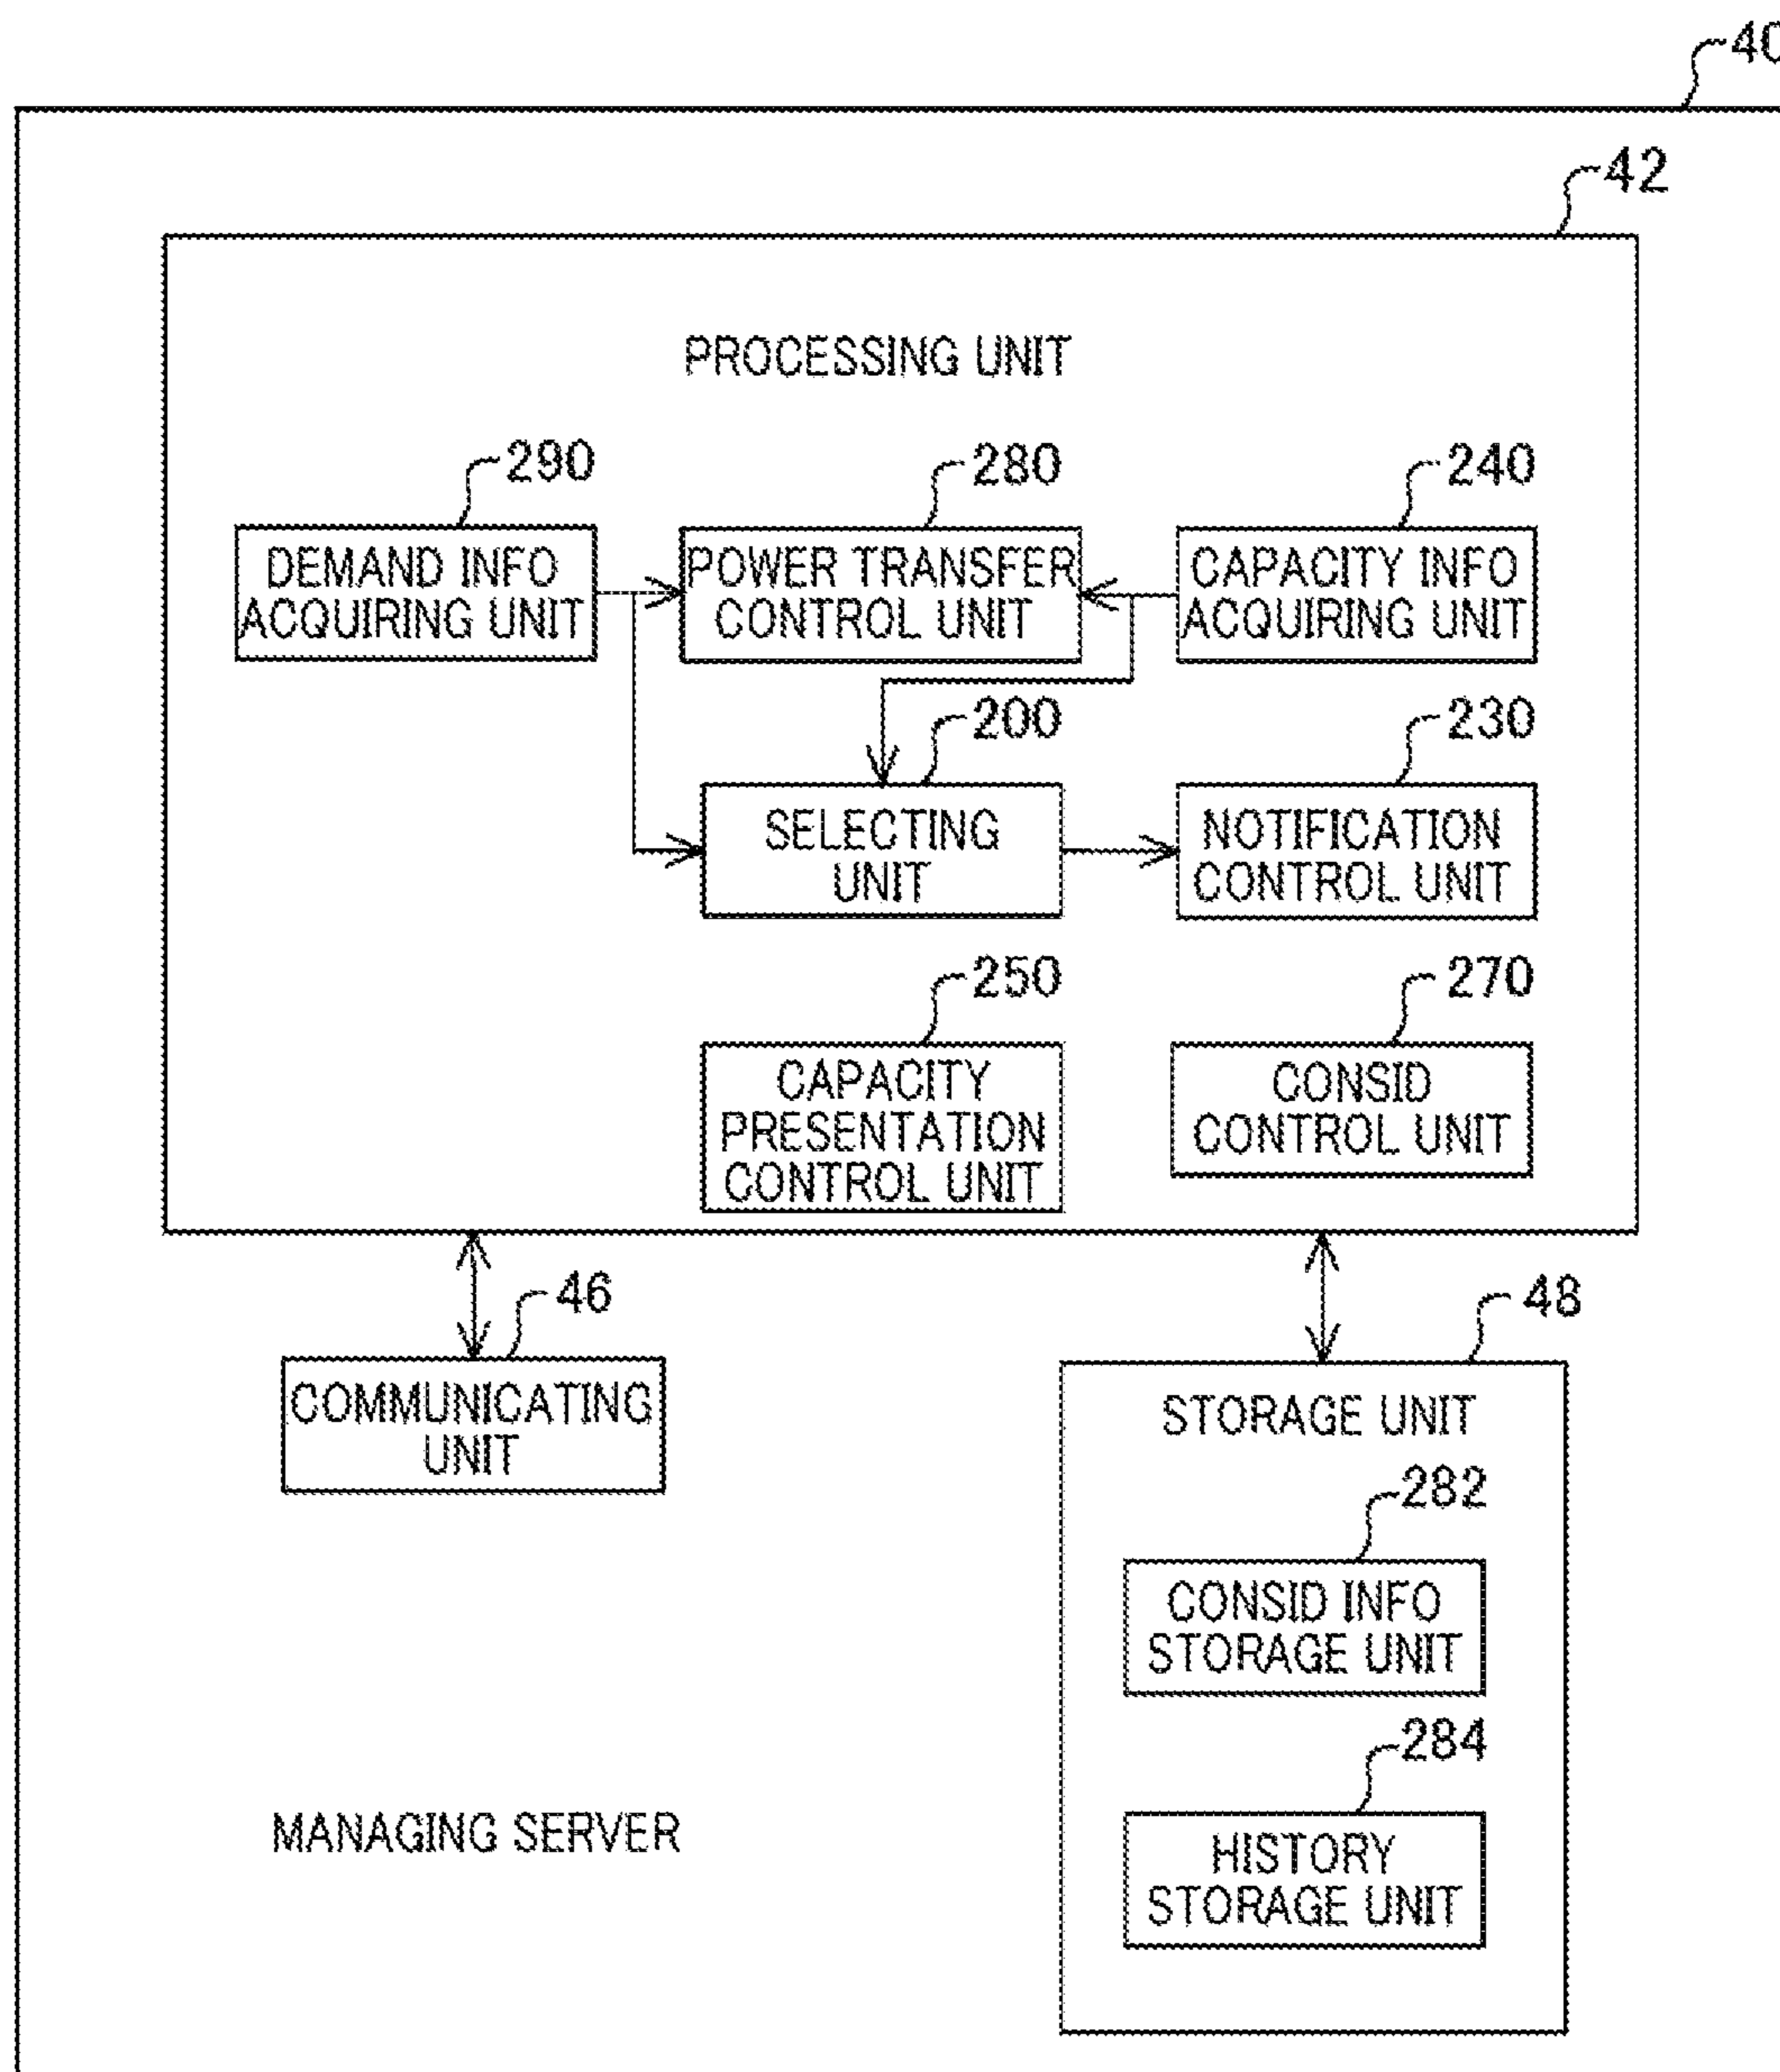 40
42
PROCESSING UNIT
290
280
240
DEMAND INFO
ACQUIRING UNIT
POWER TRANSFER
CONTROL UNIT
CAPACITY INFO
ACQUIRING UNIT
200
230
SELECTING
UNIT
NOTIFICATION
CONTROL UNIT
250
270
CAPACITY
PRESENTATION
CONTROL UNIT
CONSID
CONTROL UNIT
46
48
COMMUNICATING
UNIT
STORAGE UNIT
282
CONSID INFO
STORAGE UNIT
284
HISTORY
STORAGE UNIT
MANAGING SERVER